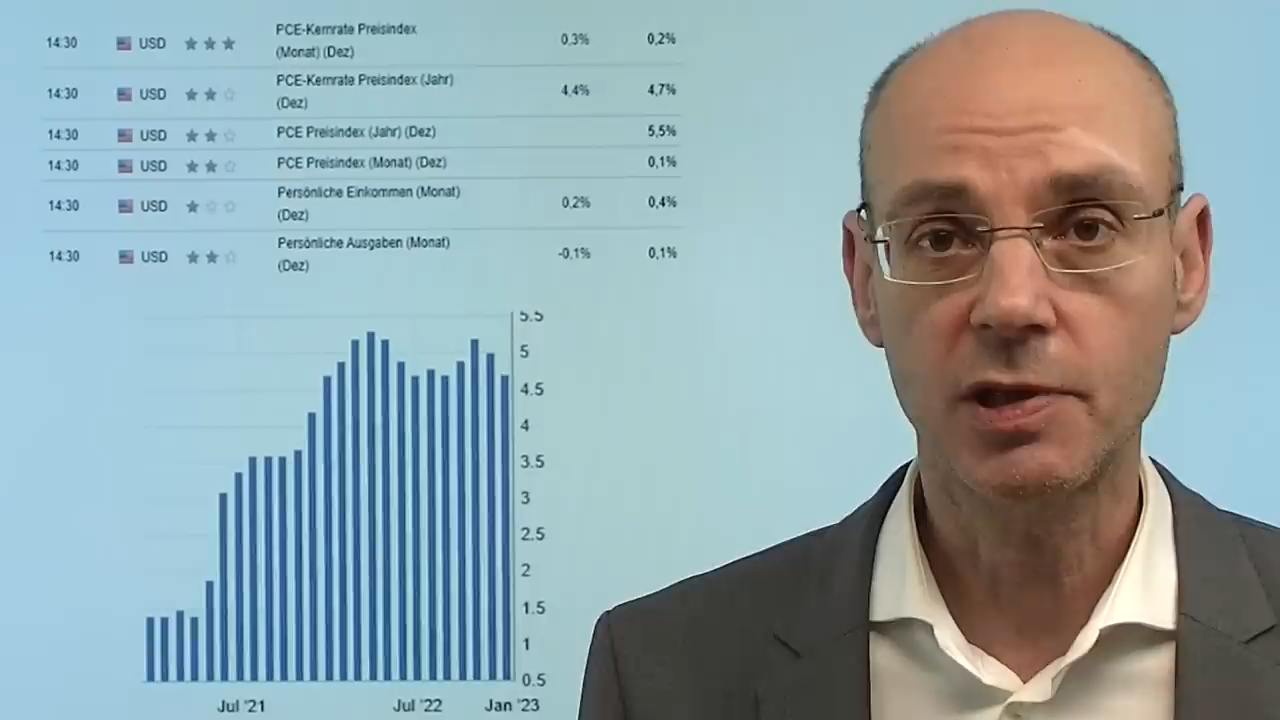 14:30 USD PCE-Kernrate Preisindex (Monat) (Dez) 0,3% 0,2%
14:30 USD PCE-Kernrate Preisindex (Jahr) (Dez) 4,4% 4,7%
14:30 USD PCE Preisindex (Jahr) (Dez) 5,5%
14:30 USD PCE Preisindex (Monat) (Dez) 0,1%
14:30 USD Persönliche Einkommen (Monat) (Dez) 0,2% 0,4%
14:30 USD Persönliche Ausgaben (Monat) (Dez) -0,1% 0,1%
5.5
5
4.5
4
3.5
3
2.5
2
1.5
1
0.5
Jul '21 Jul '22 Jan '23